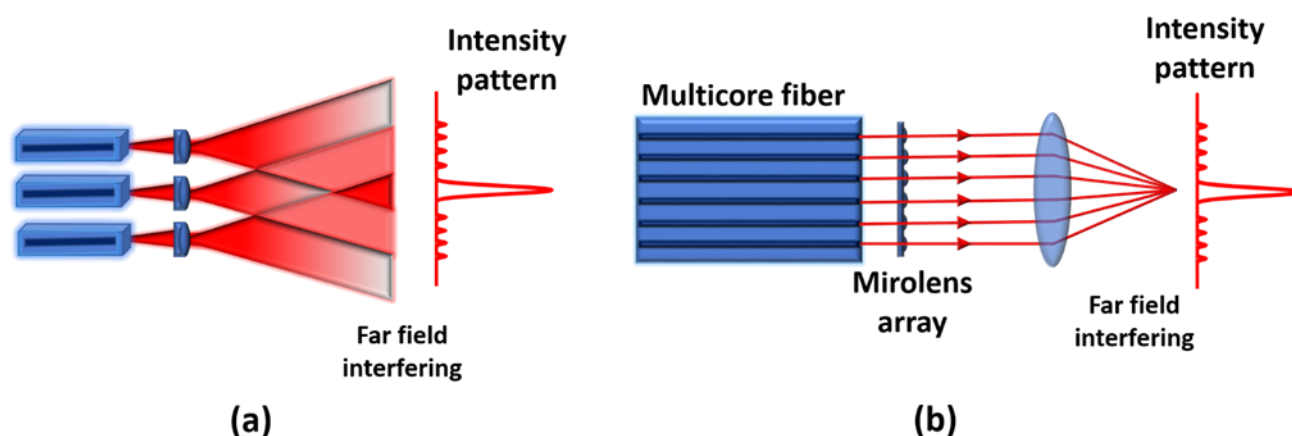 Intensity
pattern
Far field
interfering
(a)
Multicore fiber
Mirolens
array
Intensity
pattern
Far field
interfering
(b)